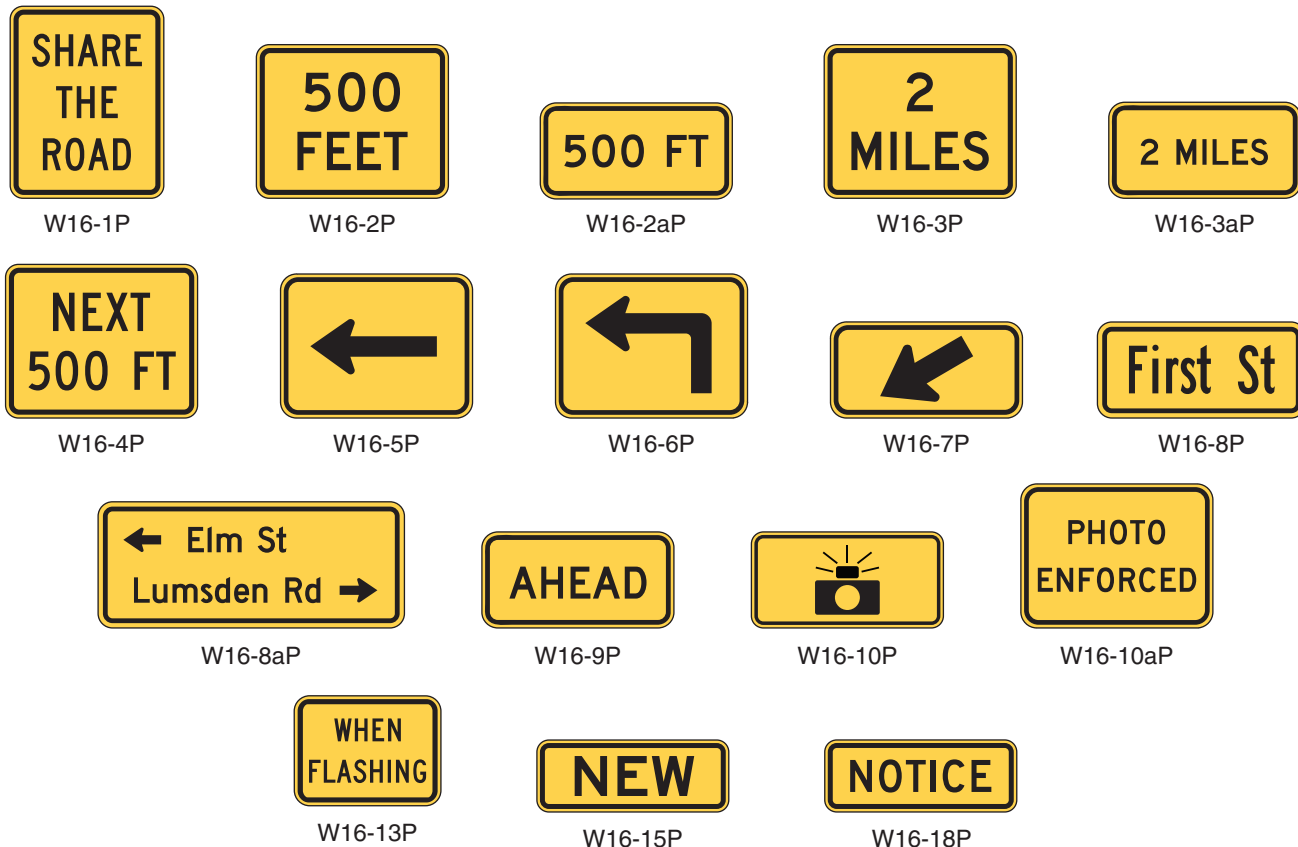 SHARE
THE
ROAD
W16-1P
500
FEET
W16-2P
500 FT
W16-2aP
2
MILES
W16-3P
2 MILES
W16-3aP
NEXT
500 FT
W16-4P
W16-5P
W16-6P
W16-7P
First St
W16-8P
Elm St
Lumsden Rd
W16-8aP
AHEAD
W16-9P
W16-10P
PHOTO
ENFORCED
W16-10aP
WHEN
FLASHING
W16-13P
NEW
W16-15P
NOTICE
W16-18P